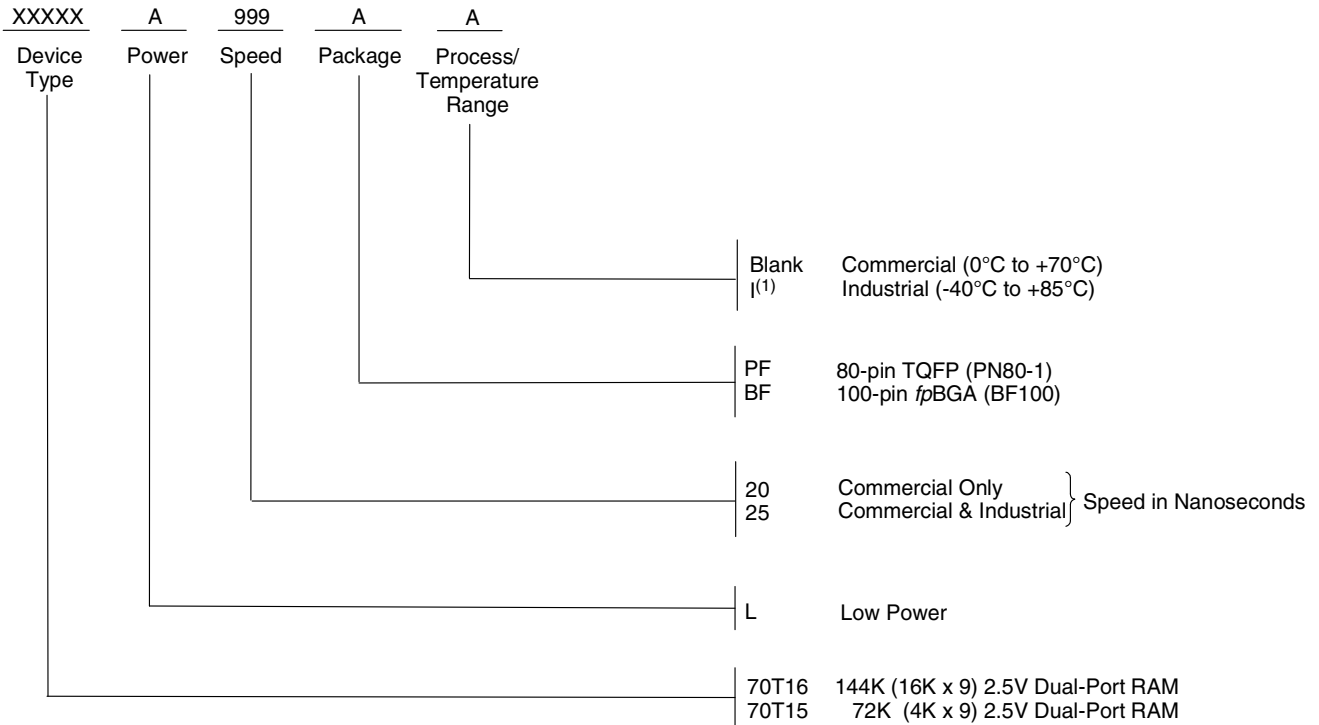 XXXXX A 999 A A
Device Type Power Speed Package Process/ Temperature Range
Blank Commercial (0°C to +70°C)
I(1) Industrial (-40°C to +85°C)
PF 80-pin TQFP (PN80-1)
BF 100-pin fpBGA (BF100)
20 Commercial Only
25 Commercial & Industrial
Speed in Nanoseconds
L Low Power
70T16 144K (16K x 9) 2.5V Dual-Port RAM
70T15 72K (4K x 9) 2.5V Dual-Port RAM